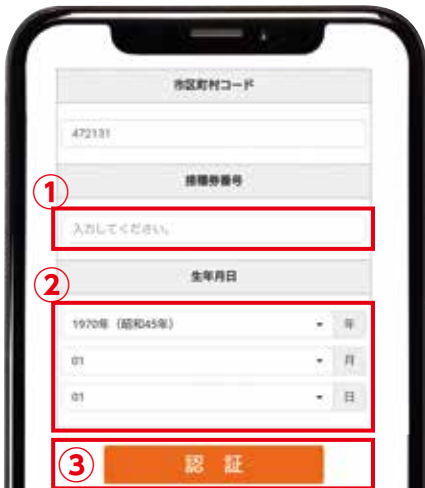 市区町村コード
472131
接種券番号
①
入力してください。
生年月日
②
1970年 (昭和45年)
年
01
月
01
日
③
認 証